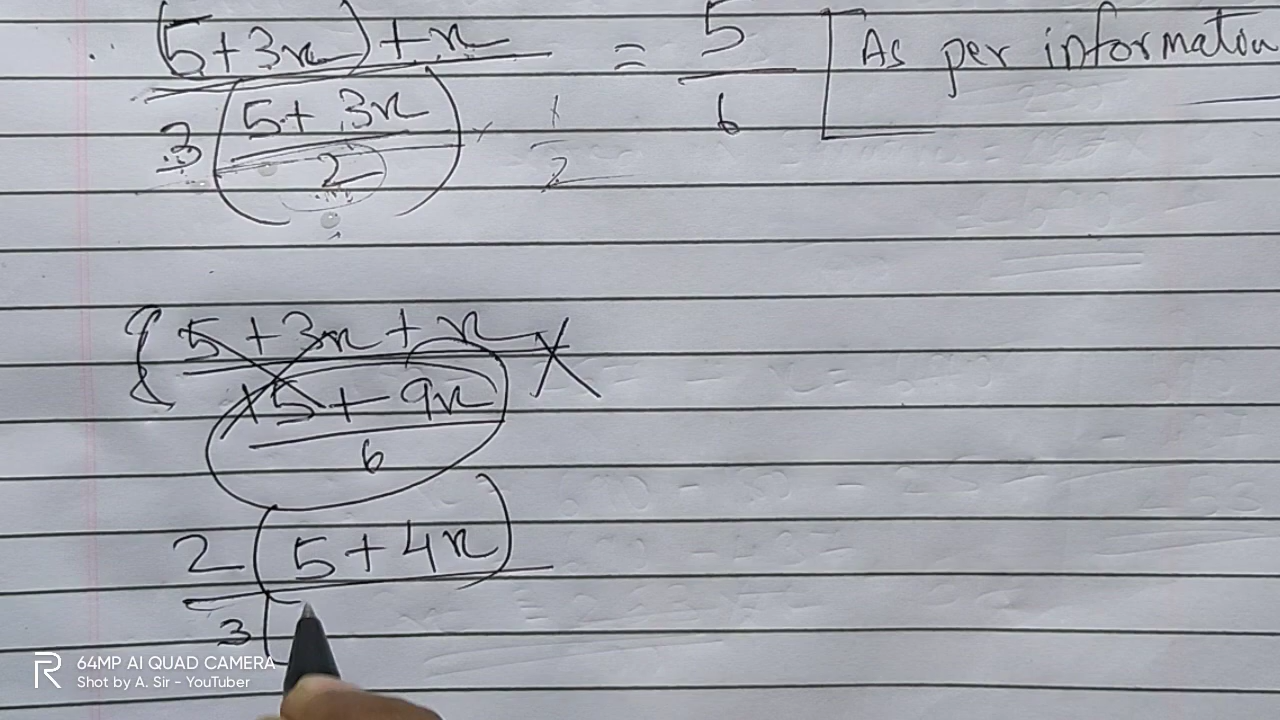 ∴ (5+3x)+x = 5 [As per information
3(5+3x × 1 6
2) 2
{5+3x+x
15+9x
6
2(5+4x)
3(
64MP AI QUAD CAMERA
Shot by A. Sir - YouTuber